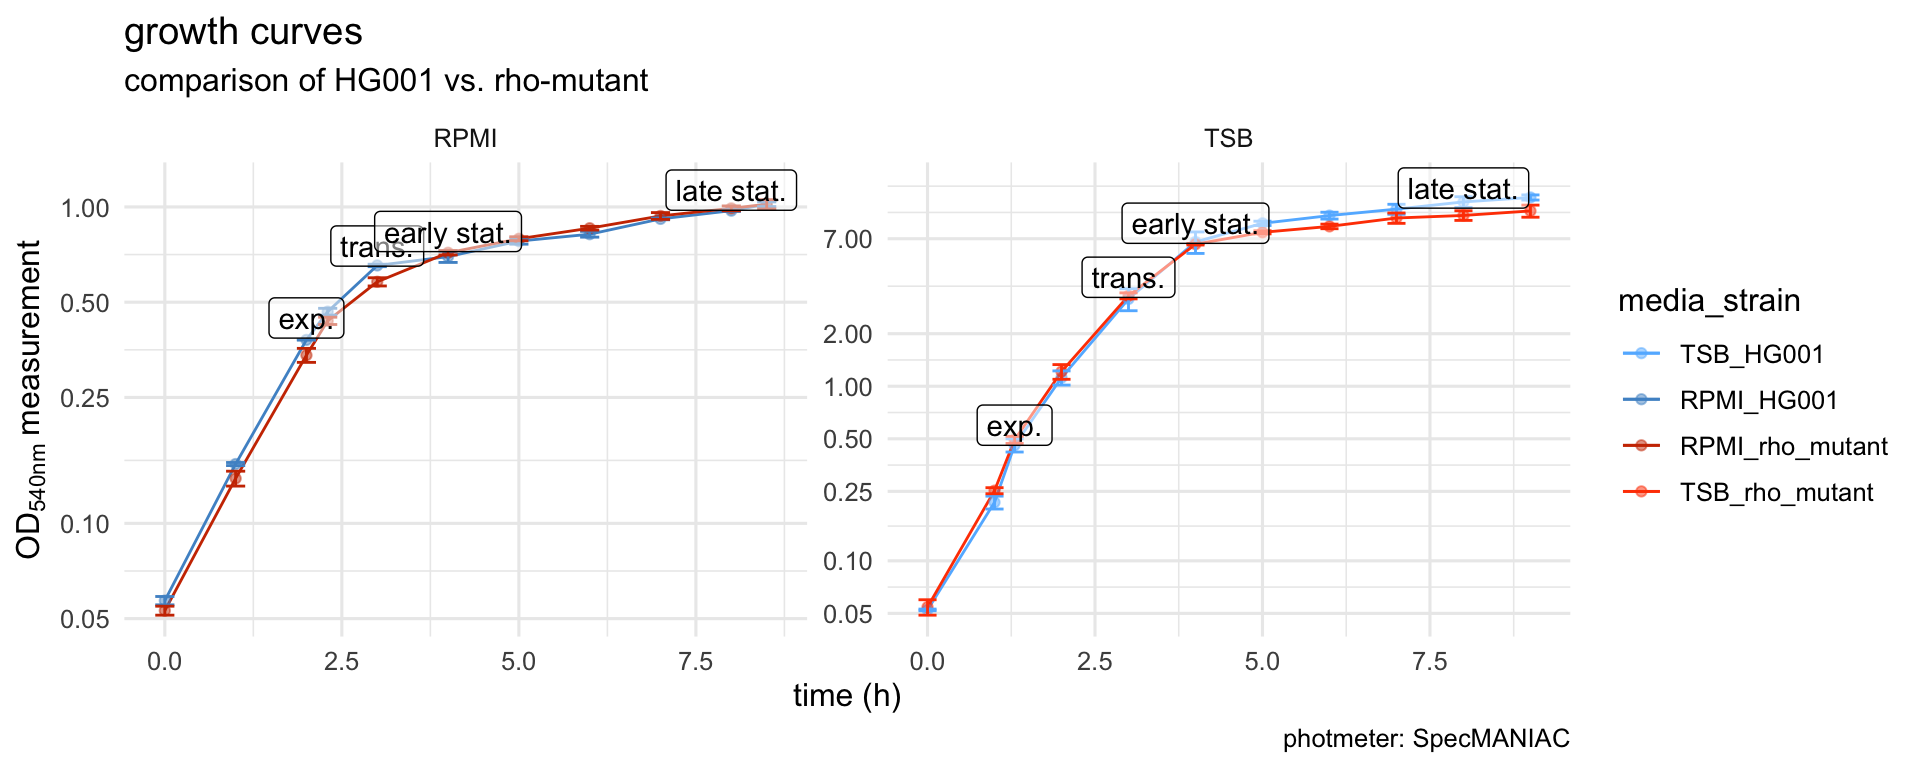 growth curves
comparison of HG001 vs. rho-mutant
RPMI
TSB
OD540nm measurement
1.00
0.50
0.25
0.10
0.05
late stat.
early stat.
trans.
exp.
0.0 2.5 5.0 7.5
7.00
2.00
1.00
0.50
0.25
0.10
0.05
late stat.
early stat.
trans.
exp.
0.0 2.5 5.0 7.5
time (h)
media_strain
TSB_HG001
RPMI_HG001
RPMI_rho_mutant
TSB_rho_mutant
photmeter: SpecMANIAC